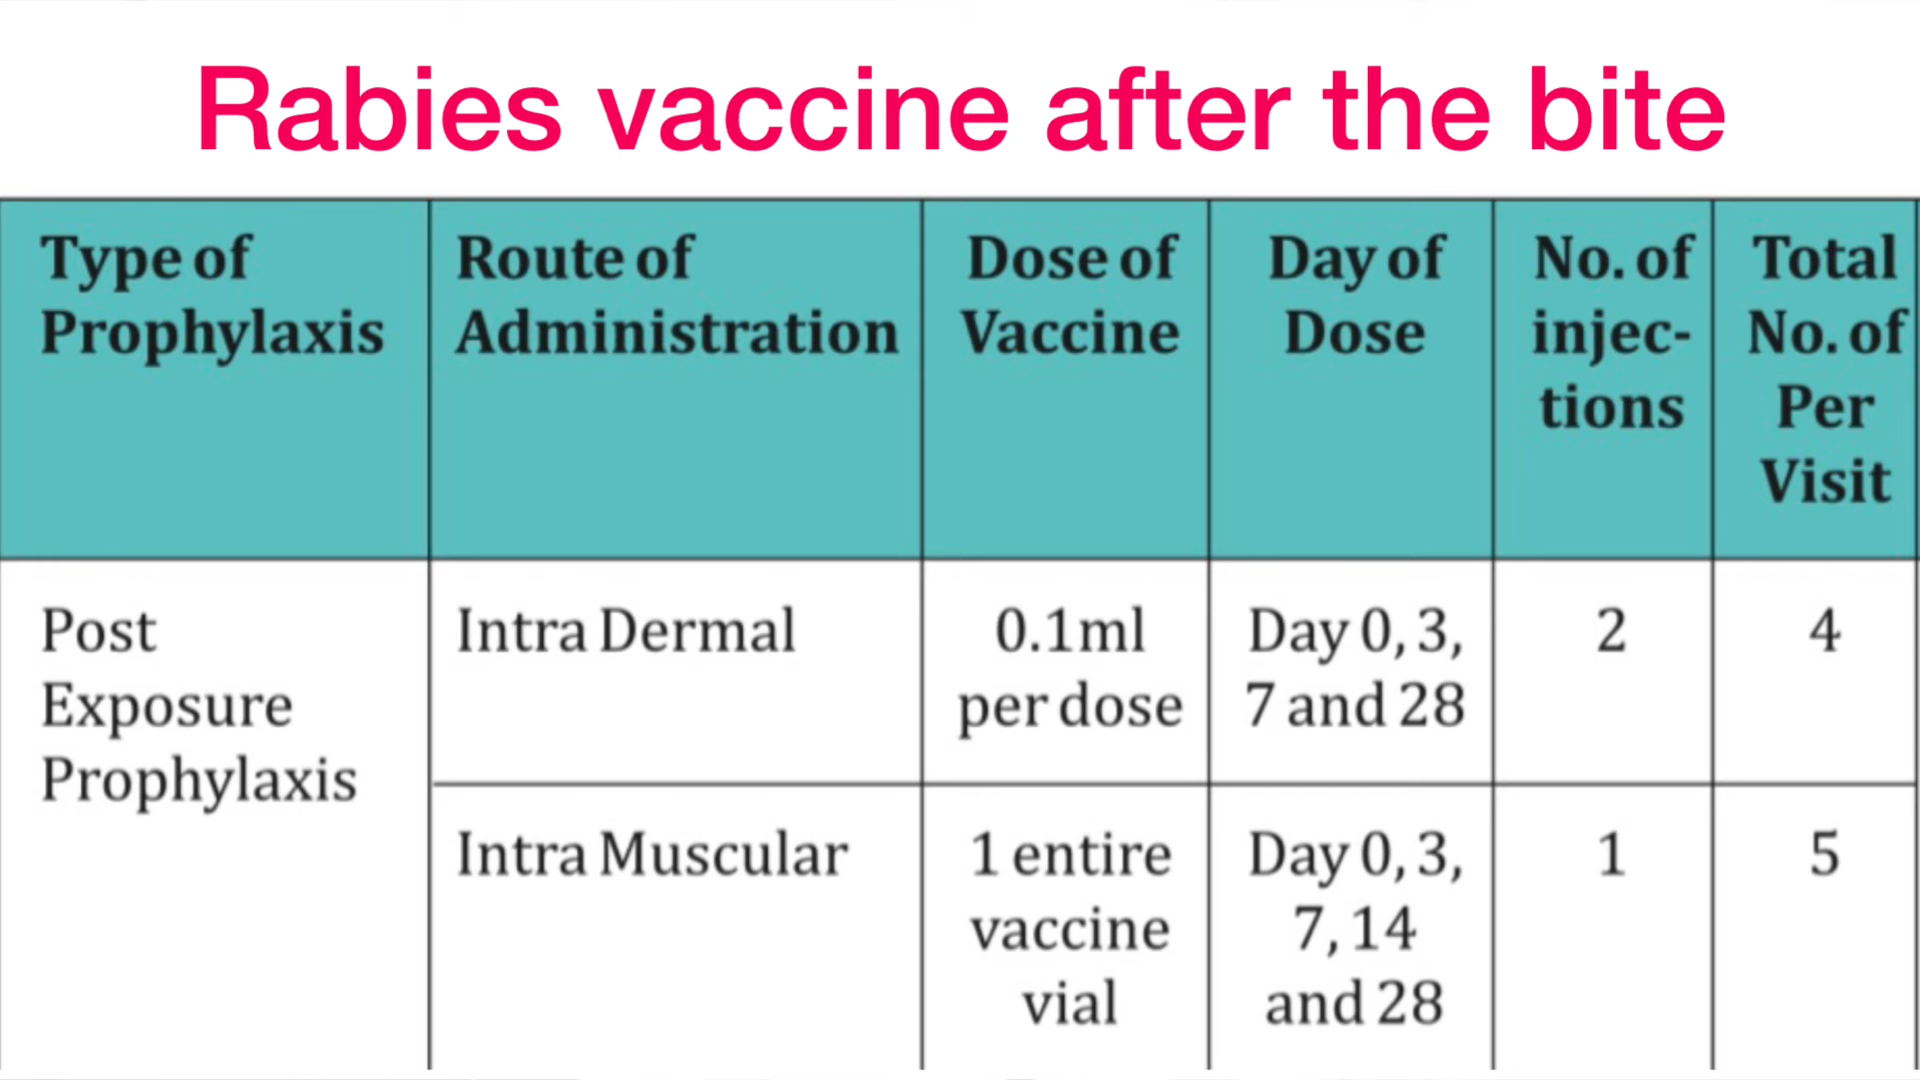 Rabies vaccine after the bite
Type of
Prophylaxis
Route of
Administration
Dose of
Vaccine
Day of
Dose
No. of
injec-
tions
Total
No. of
Per
Visit
Post
Exposure
Prophylaxis
Intra Dermal
0.1ml
per dose
Day 0, 3,
7 and 28
2
4
Intra Muscular
1 entire
vaccine
vial
Day 0, 3,
7, 14
and 28
1
5